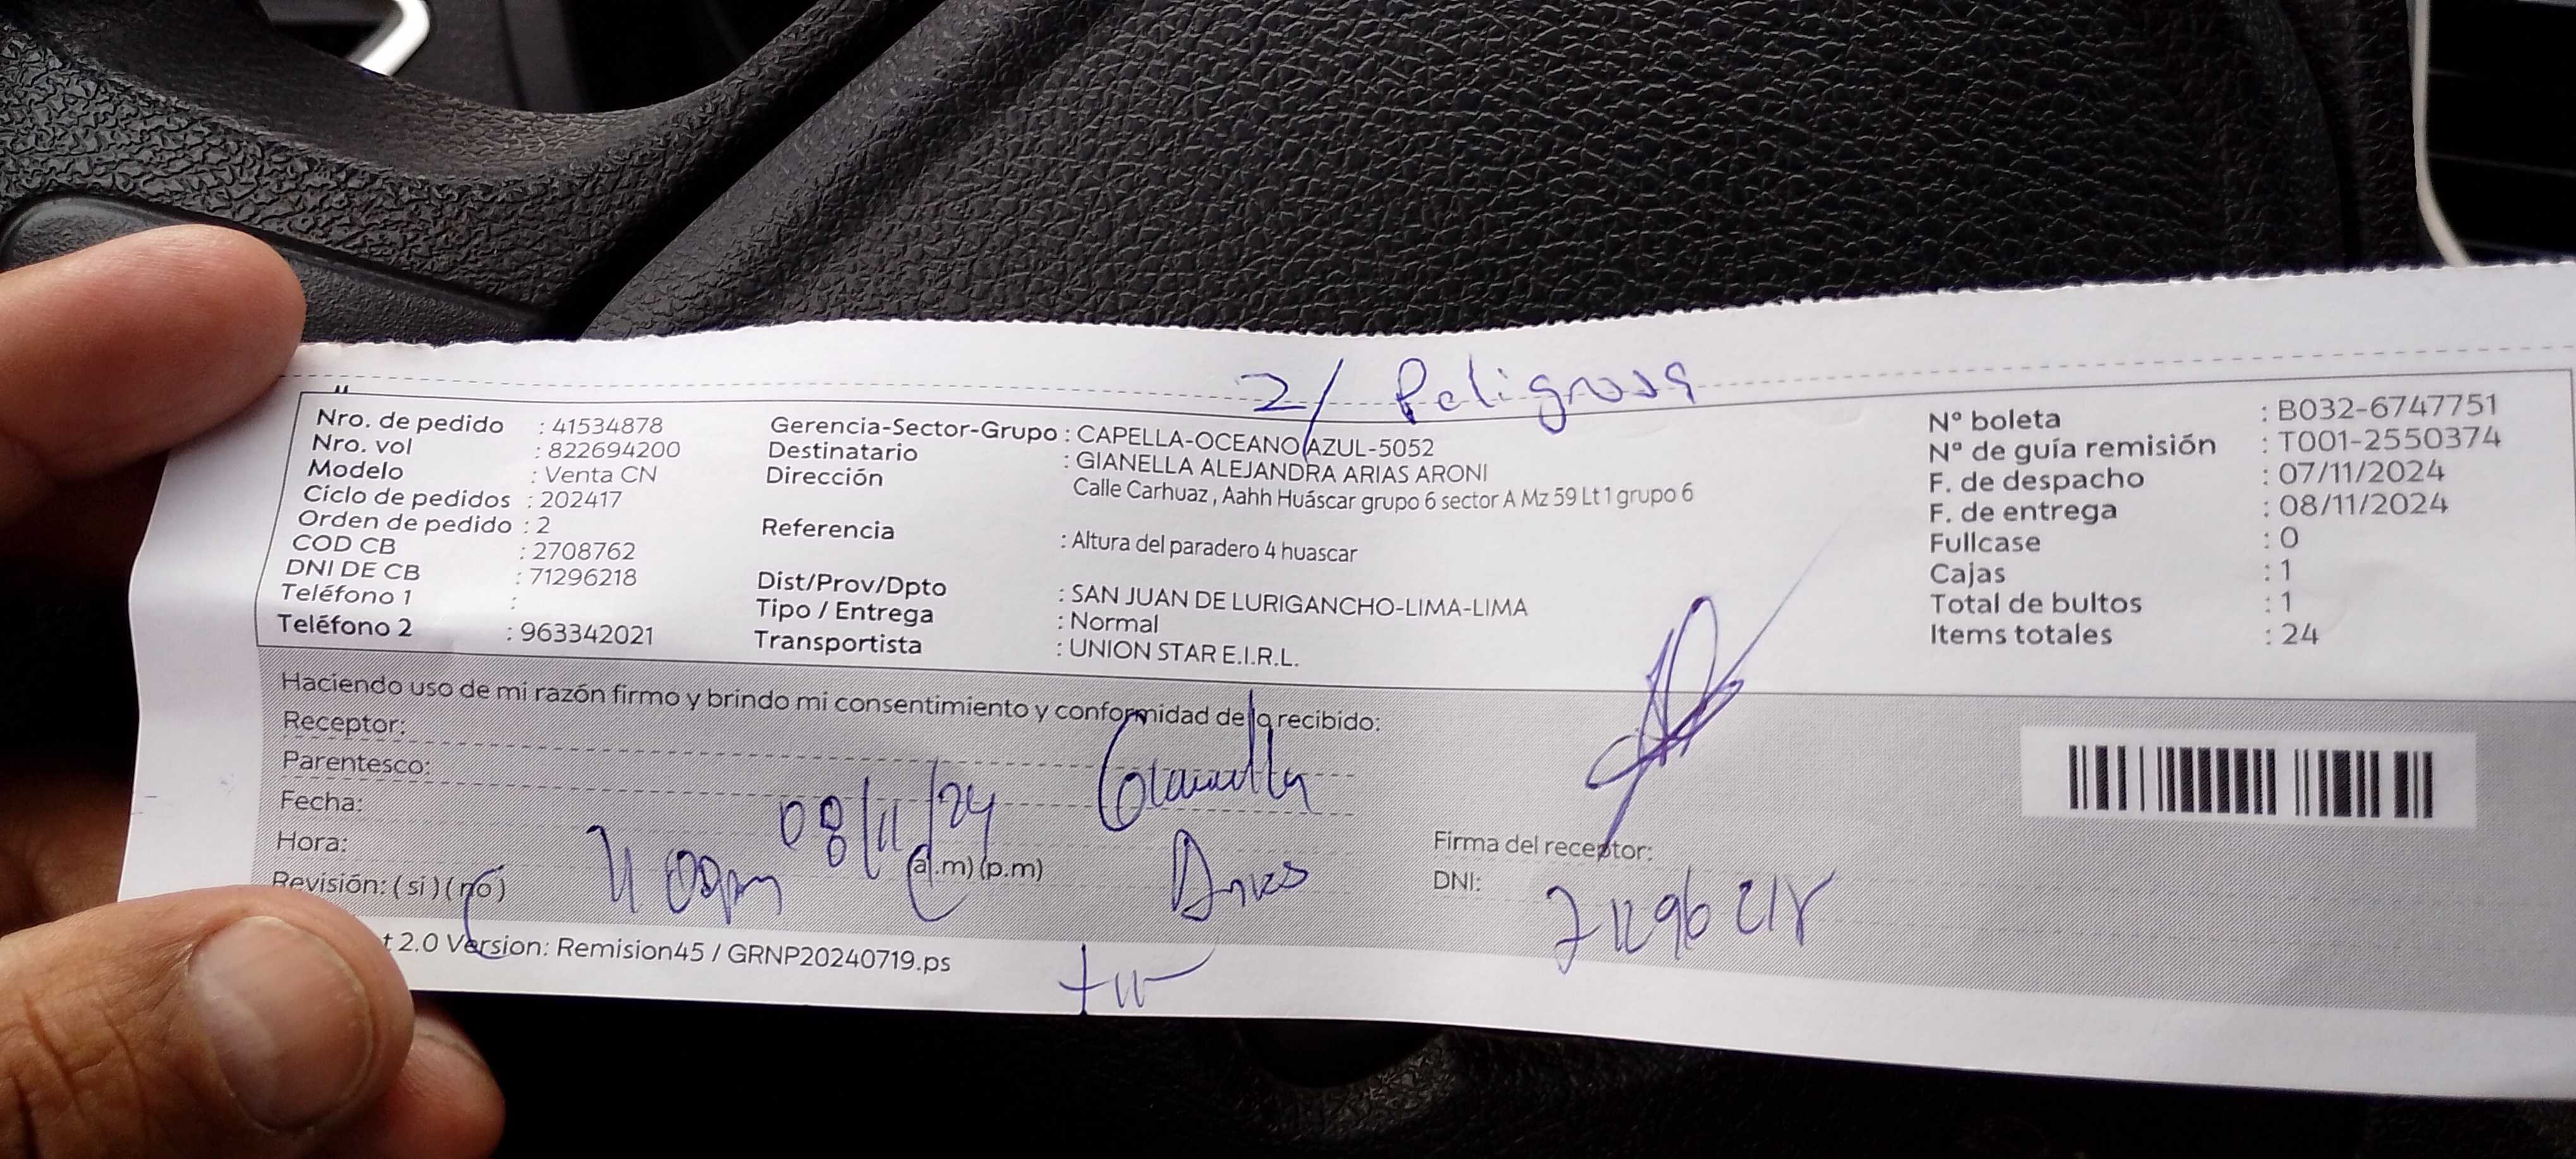 2/ Peligrosa
Nro. de pedido : 41534878
Nro. vol : 822694200
Modelo : Venta CN
Ciclo de pedidos : 202417
Orden de pedido : 2
COD CB : 2708762
DNI DE CB : 71296218
Teléfono 1 :
Teléfono 2 : 963342021
Gerencia-Sector-Grupo : CAPELLA-OCEANO AZUL-5052
Destinatario : GIANELLA ALEJANDRA ARIAS ARONI
Dirección Calle Carhuaz , Aahh Huáscar grupo 6 sector A Mz 59 Lt 1 grupo 6
Referencia : Altura del paradero 4 huascar
Dist/Prov/Dpto : SAN JUAN DE LURIGANCHO-LIMA-LIMA
Tipo / Entrega : Normal
Transportista : UNION STAR E.I.R.L.
N° boleta : B032-6747751
N° de guía remisión : T001-2550374
F. de despacho : 07/11/2024
F. de entrega : 08/11/2024
Fullcase : 0
Cajas : 1
Total de bultos : 1
Items totales : 24
Haciendo uso de mi razón firmo y brindo mi consentimiento y conformidad de lo recibido:
Receptor:
Parentesco: Gianella
Fecha: 08/11/24
Hora: (a.m) (p.m) Arias
Revisión: ( si ) ( no )
Firma del receptor:
DNI: 71296218
t 2.0 Version: Remision45 / GRNP20240719.ps